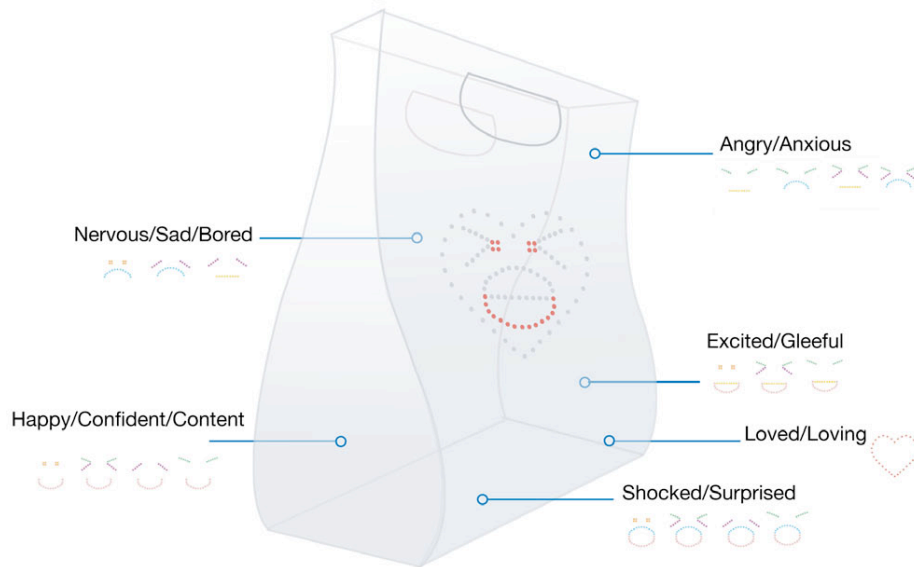 Angry/Anxious
Nervous/Sad/Bored
Excited/Gleeful
Happy/Confident/Content
Loved/Loving
Shocked/Surprised